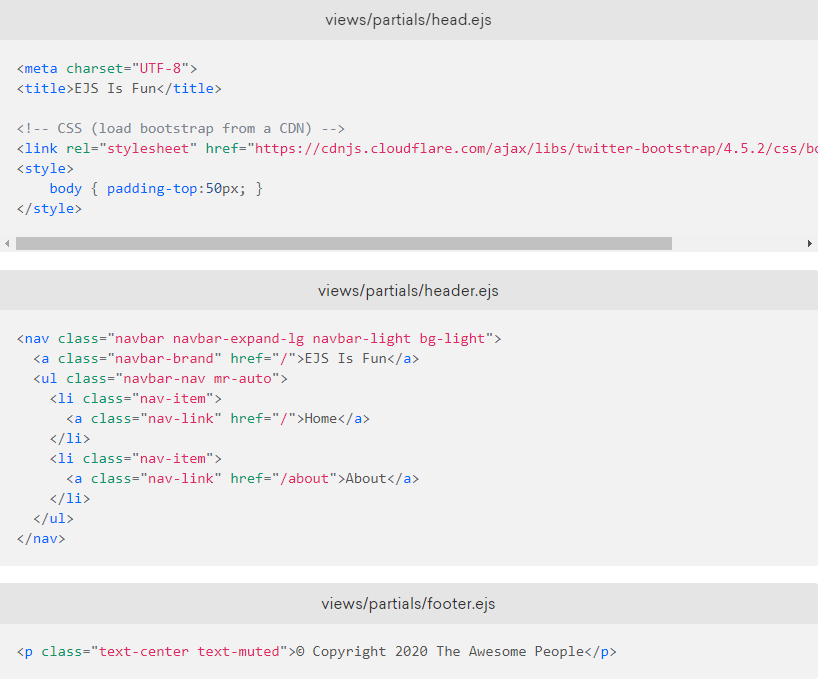 views/partials/head.ejs
<meta charset="UTF-8">
<title>EJS Is Fun</title>
<!-- CSS (load bootstrap from a CDN) -->
<link rel="stylesheet" href="https://cdnjs.cloudflare.com/ajax/libs/twitter-bootstrap/4.5.2/css/bo
<style>
    body { padding-top:50px; }
</style>
views/partials/header.ejs
<nav class="navbar navbar-expand-lg navbar-light bg-light">
  <a class="navbar-brand" href="/">EJS Is Fun</a>
  <ul class="navbar-nav mr-auto">
    <li class="nav-item">
      <a class="nav-link" href="/">Home</a>
    </li>
    <li class="nav-item">
      <a class="nav-link" href="/about">About</a>
    </li>
  </ul>
</nav>
views/partials/footer.ejs
<p class="text-center text-muted">© Copyright 2020 The Awesome People</p>